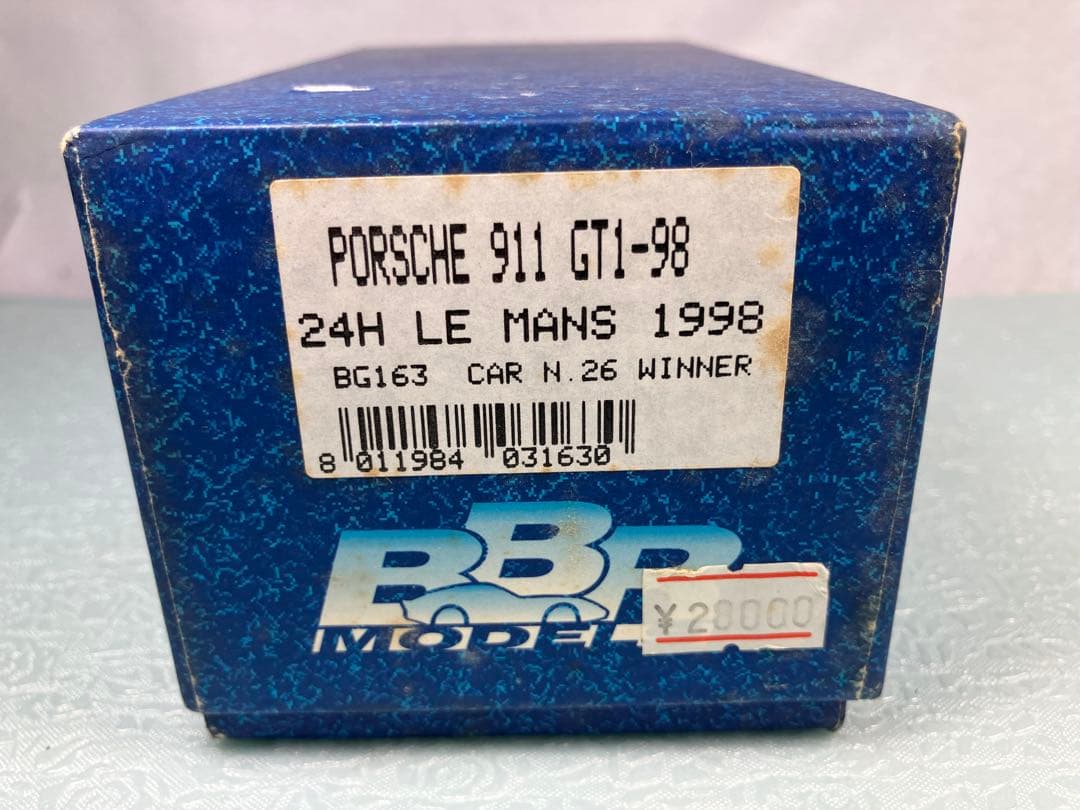 PORSCHE 911 GT1-98
24H LE MANS 1998
BG163 CAR N.26 WINNER
8 011984 031630
BBR
MODEL
¥28000